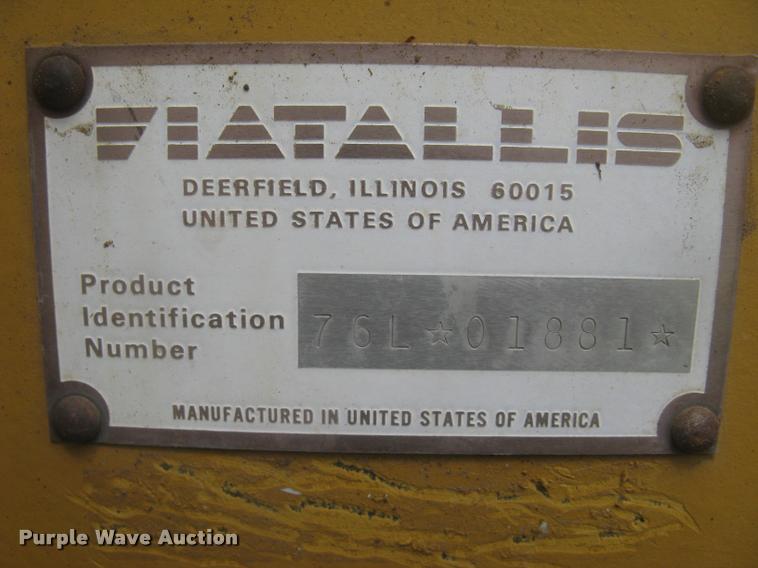 FIATALLIS
DEERFIELD, ILLINOIS 60015
UNITED STATES OF AMERICA
Product
Identification
Number
76L☆01881☆
MANUFACTURED IN UNITED STATES OF AMERICA
Purple Wave Auction